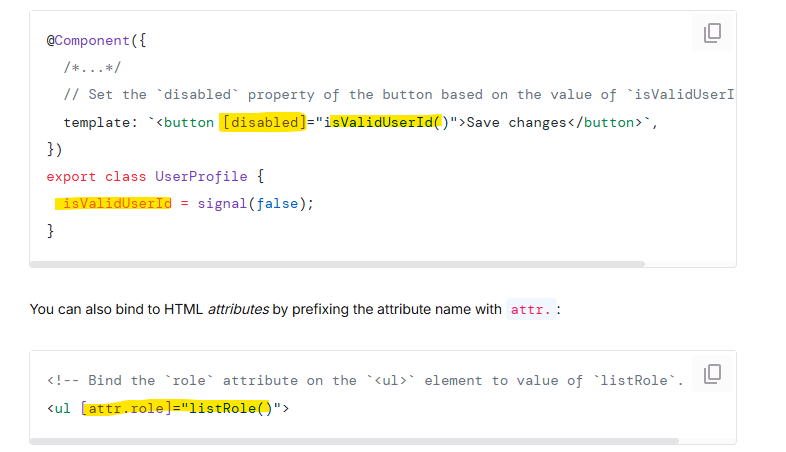 @Component({
/*...*/
// Set the `disabled` property of the button based on the value of `isValidUserI
template: `<button [disabled]="isValidUserId()">Save changes</button>`,
})
export class UserProfile {
isValidUserId = signal(false);
}
You can also bind to HTML attributes by prefixing the attribute name with attr. :
<!-- Bind the `role` attribute on the `<ul>` element to value of `listRole`.
<ul [attr.role]="listRole()">